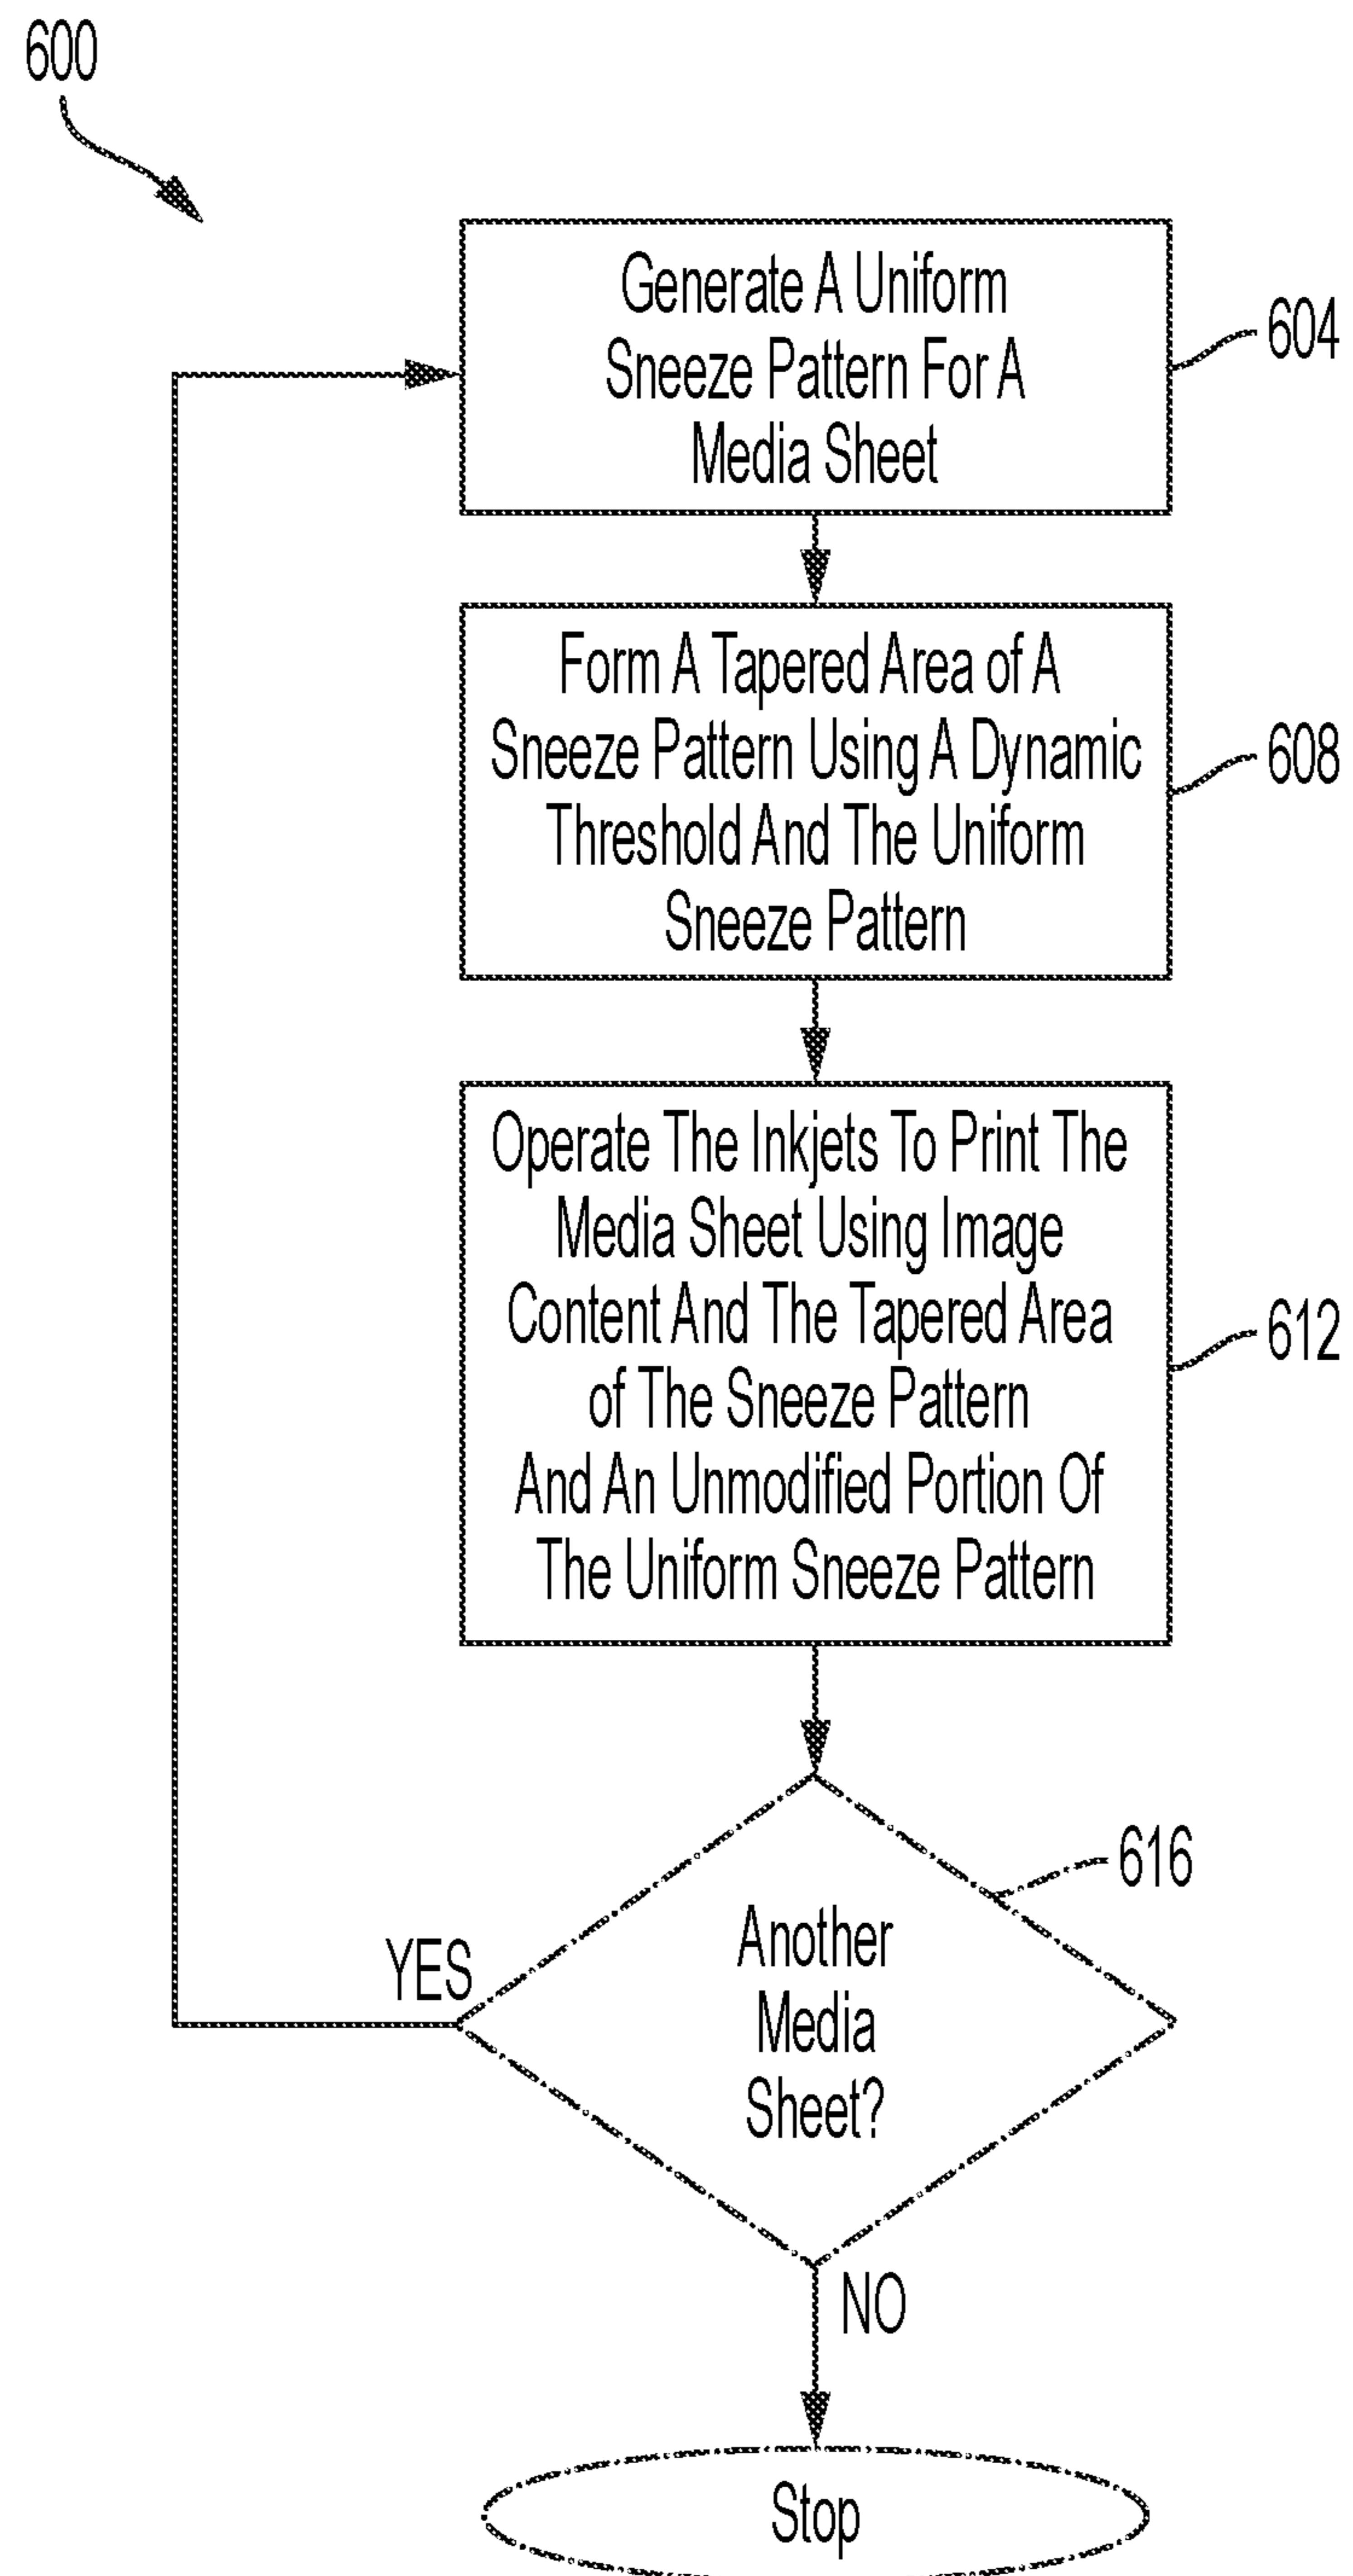 600
Generate A Uniform
Sneeze Pattern For A
Media Sheet
604
Form A Tapered Area of A
Sneeze Pattern Using A Dynamic
Threshold And The Uniform
Sneeze Pattern
608
Operate The Inkjets To Print The
Media Sheet Using Image
Content And The Tapered Area
of The Sneeze Pattern
And An Unmodified Portion Of
The Uniform Sneeze Pattern
612
616
Another
Media
Sheet?
YES
NO
Stop